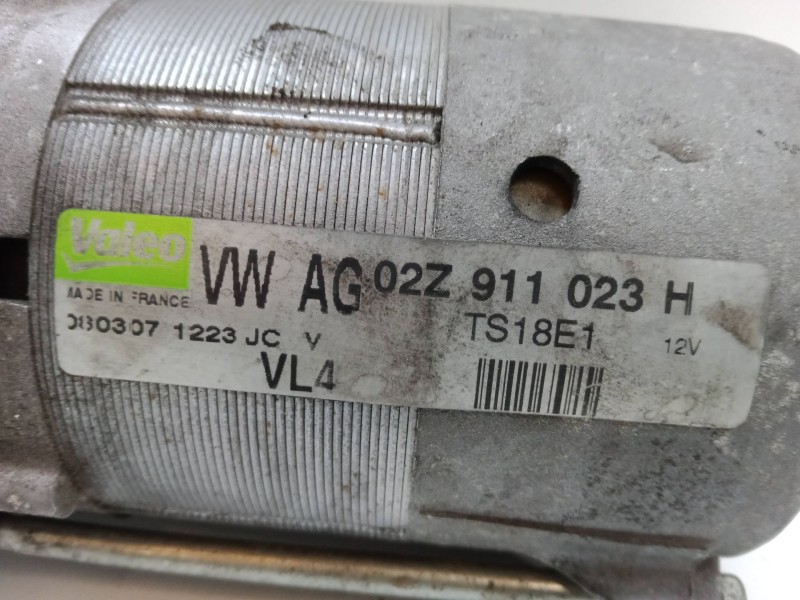 Valeo
MADE IN FRANCE
VW AG 02Z 911 023 H
TS18E1 12V
080307 1223 JC V
VL4